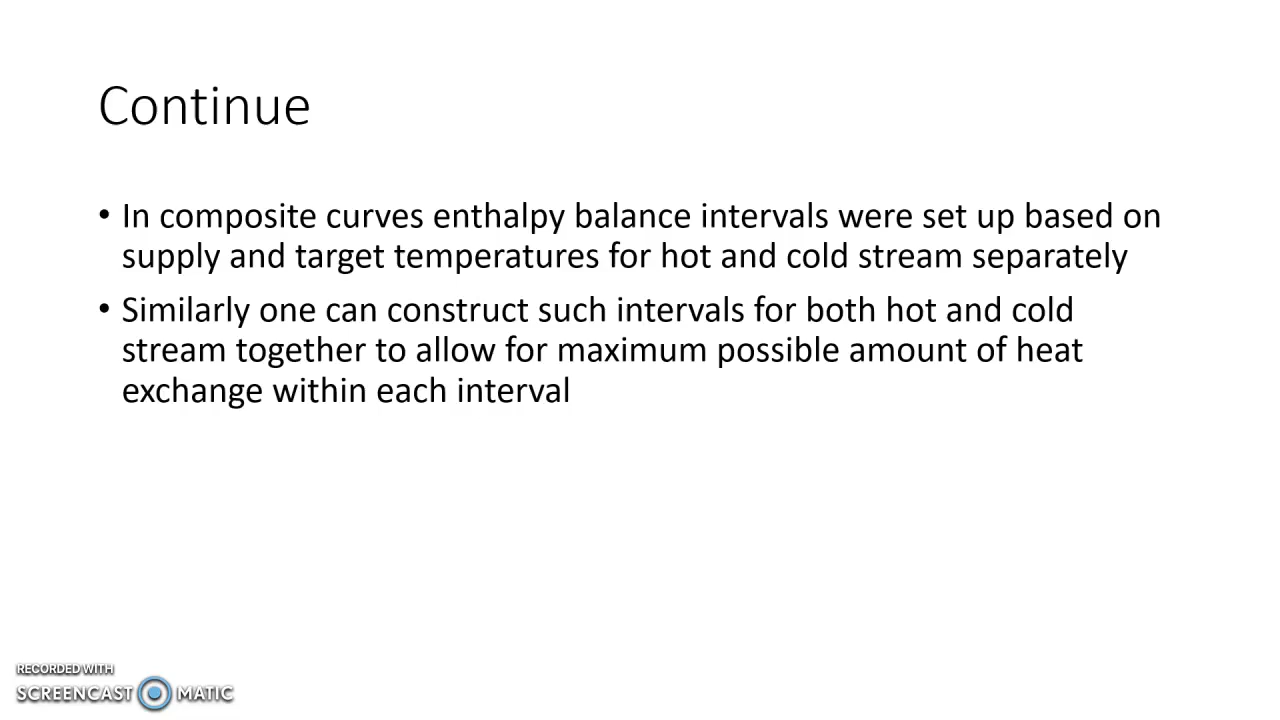 Continue
• In composite curves enthalpy balance intervals were set up based on
supply and target temperatures for hot and cold stream separately
• Similarly one can construct such intervals for both hot and cold
stream together to allow for maximum possible amount of heat
exchange within each interval
RECORDED WITH
SCREENCAST MATIC